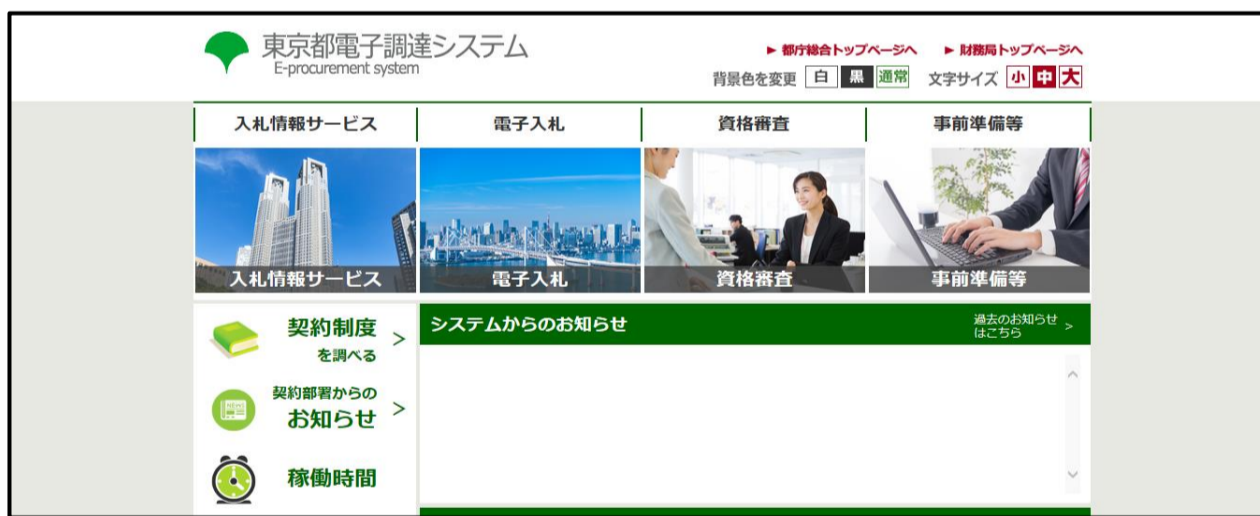 東京都電子調達システム
E-procurement system
► 都庁総合トップページへ ► 財務局トップページへ
背景色を変更 白 黒 通常 文字サイズ 小 中 大
入札情報サービス 電子入札 資格審査 事前準備等
入札情報サービス 電子入札 資格審査 事前準備等
契約制度 >
を調べる
契約部署からの
お知らせ >
稼働時間
システムからのお知らせ
過去のお知らせ
はこちら >